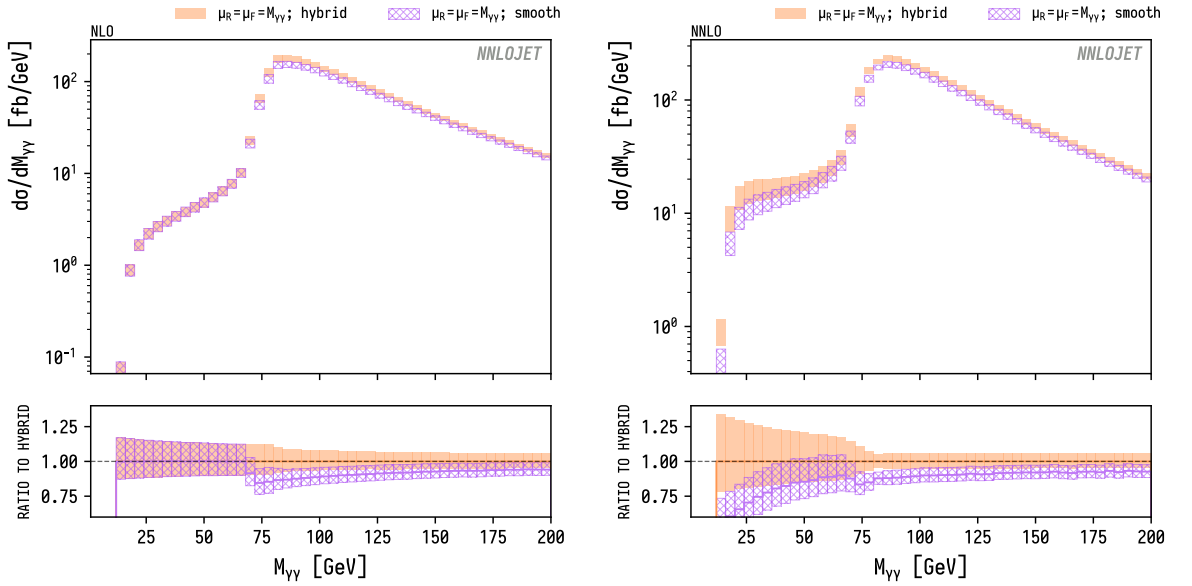 μR=μF=Mγγ; hybrid μR=μF=Mγγ; smooth
NLO
NNLOJET
dσ/dMγγ [fb/GeV]
10²
10¹
10⁰
10⁻¹
RATIO TO HYBRID
1.25
1.00
0.75
25 50 75 100 125 150 175 200
Mγγ [GeV]
μR=μF=Mγγ; hybrid μR=μF=Mγγ; smooth
NNLO
NNLOJET
dσ/dMγγ [fb/GeV]
10²
10¹
10⁰
RATIO TO HYBRID
1.25
1.00
0.75
25 50 75 100 125 150 175 200
Mγγ [GeV]